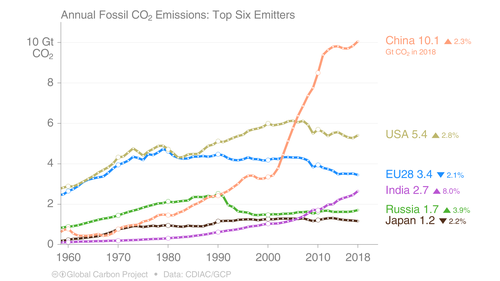 Annual Fossil CO₂ Emissions: Top Six Emitters
10 Gt
CO₂
8
6
4
2
0
China 10.1 ▲ 2.3%
Gt CO₂ in 2018
USA 5.4 ▲ 2.8%
EU28 3.4 ▼ 2.1%
India 2.7 ▲ 8.0%
Russia 1.7 ▲ 3.9%
Japan 1.2 ▼ 2.2%
1960 1970 1980 1990 2000 2010 2018
Global Carbon Project • Data: CDIAC/GCP